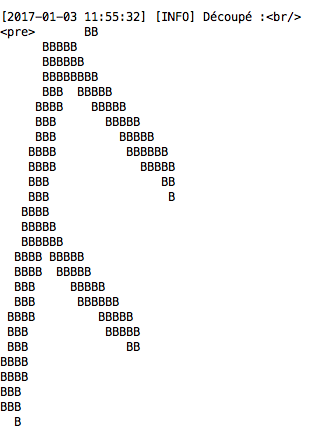 [2017-01-03 11:55:32] [INFO] Découpé :<br/>
<pre>       BB
      BBBBB
      BBBBBB
      BBBBBBBB
      BBB  BBBBB
     BBBB    BBBBB
     BBB       BBBBB
     BBB         BBBBB
    BBBB          BBBBBB
    BBBB            BBBBB
    BBB                BB
    BBB                 B
   BBBB
   BBBBB
   BBBBBB
  BBBB BBBBB
  BBBB  BBBBB
  BBB     BBBBB
  BBB      BBBBBB
 BBBB         BBBBB
 BBB           BBBBB
 BBB              BB
BBBB
BBBB
BBB
BBB
  B